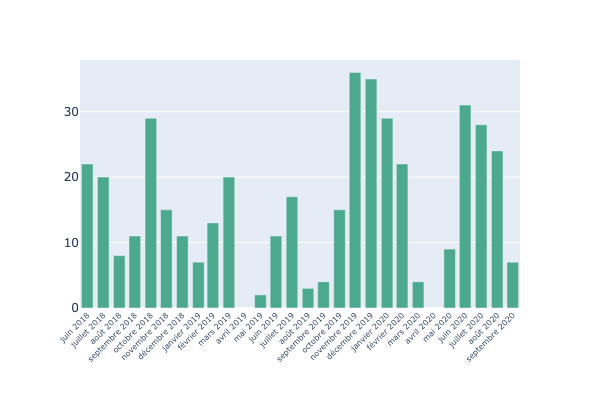 30
20
10
0
juin 2018
juillet 2018
août 2018
septembre 2018
octobre 2018
novembre 2018
décembre 2018
janvier 2019
février 2019
mars 2019
avril 2019
mai 2019
juin 2019
juillet 2019
août 2019
septembre 2019
octobre 2019
novembre 2019
décembre 2019
janvier 2020
février 2020
mars 2020
avril 2020
mai 2020
juin 2020
juillet 2020
août 2020
septembre 2020